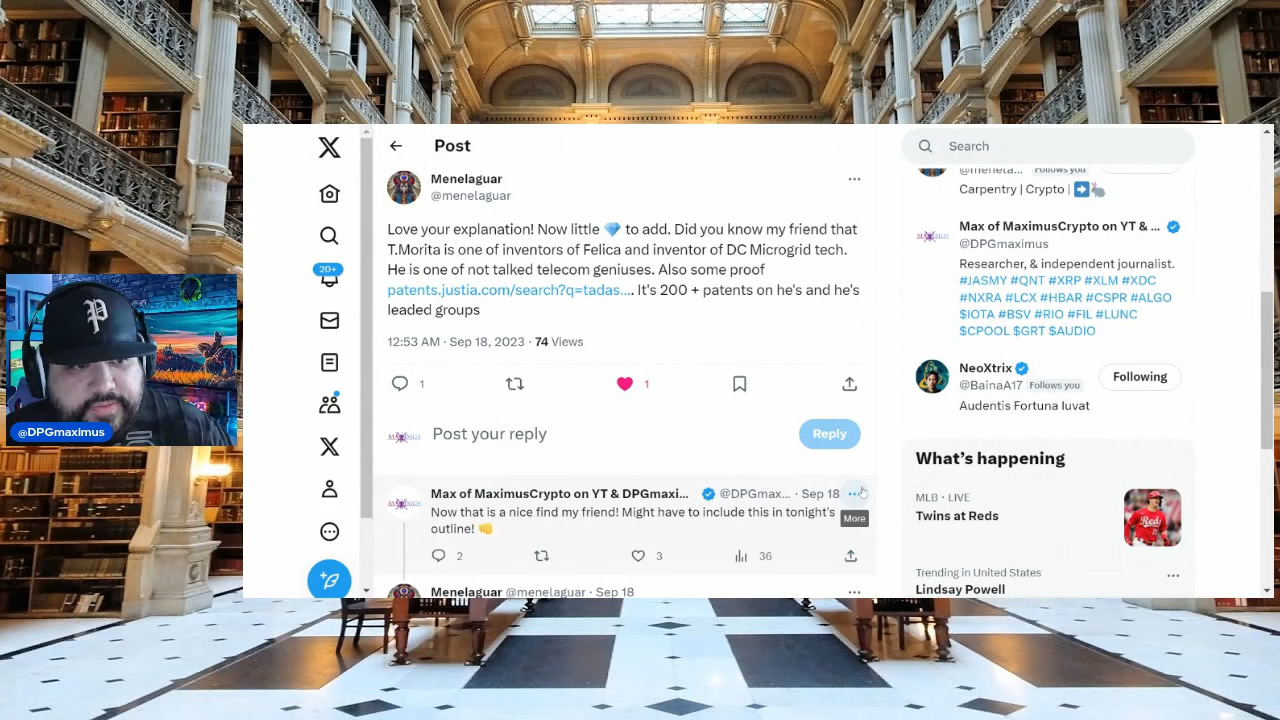 Post
Search
Menelaguar
@menelaguar
Love your explanation! Now little 💎 to add. Did you know my friend that
T.Morita is one of inventors of Felica and inventor of DC Microgrid tech.
He is one of not talked telecom geniuses. Also some proof
patents.justia.com/search?q=tadas.... It's 200 + patents on he's and he's
leaded groups
12:53 AM · Sep 18, 2023 · 74 Views
1
1
Post your reply
Reply
Max of MaximusCrypto on YT & DPGmaxi... @DPGmax... · Sep 18
Now that is a nice find my friend! Might have to include this in tonight's
outline! 👊
More
2 3 36
Menelaguar @menelaguar · Sep 18
20+
@DPGmaximus
P
@menela... Follows you
Carpentry | Crypto | ➡️🐇
Max of MaximusCrypto on YT & ...
@DPGmaximus
Researcher, & independent journalist.
#JASMY #QNT #XRP #XLM #XDC
#NXRA #LCX #HBAR #CSPR #ALGO
$IOTA #BSV #RIO #FIL #LUNC
$CPOOL $GRT $AUDIO
NeoXtrix
@BainaA17 Follows you
Following
Audentis Fortuna Iuvat
What's happening
MLB · LIVE
Twins at Reds
Trending in United States
Lindsay Powell